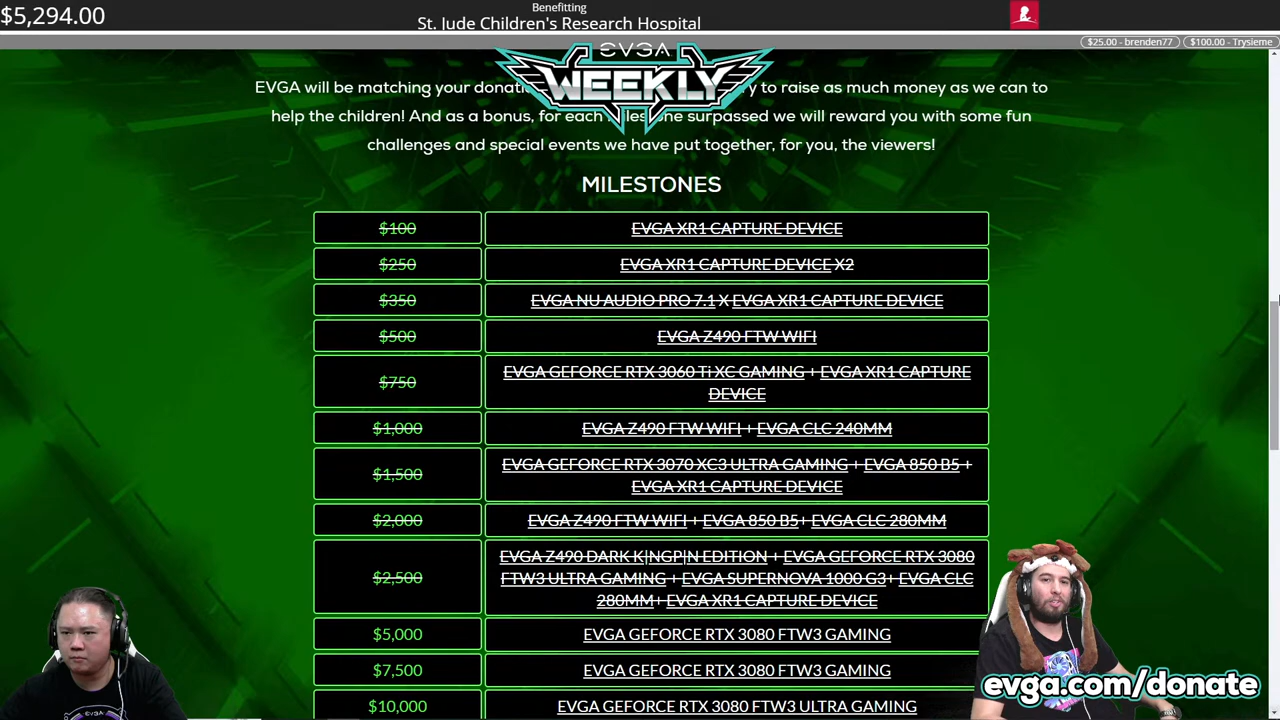 $5,294.00
Benefitting
St. Jude Children's Research Hospital
$25.00 - brenden77
$100.00 - Trysieme
EVGA
WEEKLY
EVGA will be matching your y to raise as much money as we can to
help the children! And as a bonus, for each surpassed we will reward you with some fun
challenges and special events we have put together, for you, the viewers!
MILESTONES
$100
EVGA XR1 CAPTURE DEVICE
$250
EVGA XR1 CAPTURE DEVICE X2
$350
EVGA NU AUDIO PRO 7.1 X EVGA XR1 CAPTURE DEVICE
$500
EVGA Z490 FTW WIFI
$750
EVGA GEFORCE RTX 3060 Ti XC GAMING + EVGA XR1 CAPTURE
DEVICE
$1,000
EVGA Z490 FTW WIFI + EVGA CLC 240MM
$1,500
EVGA GEFORCE RTX 3070 XC3 ULTRA GAMING + EVGA 850 B5 +
EVGA XR1 CAPTURE DEVICE
$2,000
EVGA Z490 FTW WIFI + EVGA 850 B5+ EVGA CLC 280MM
$2,500
EVGA Z490 DARK K|NGP|N EDITION + EVGA GEFORCE RTX 3080
FTW3 ULTRA GAMING + EVGA SUPERNOVA 1000 G3+ EVGA CLC
280MM+ EVGA XR1 CAPTURE DEVICE
$5,000
EVGA GEFORCE RTX 3080 FTW3 GAMING
$7,500
EVGA GEFORCE RTX 3080 FTW3 GAMING
$10,000
EVGA GEFORCE RTX 3080 FTW3 ULTRA GAMING
EVGA
evga.com/donate